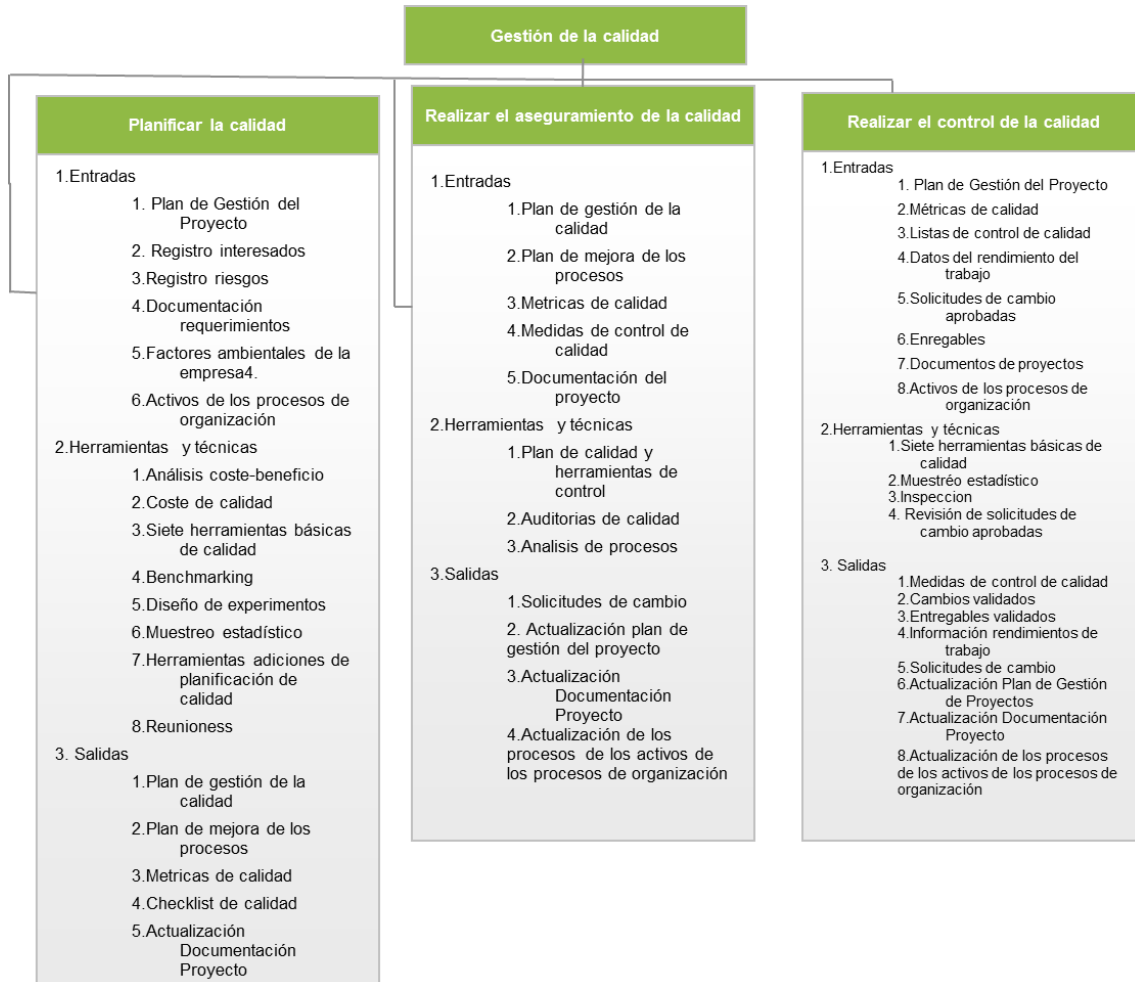 Gestión de la calidad
Planificar la calidad
1.Entradas
1. Plan de Gestión del
Proyecto
2. Registro interesados
3.Registro riesgos
4.Documentación
requerimientos
5.Factores ambientales de la
empresa4.
6.Activos de los procesos de
organización
2.Herramientas y técnicas
1.Análisis coste-beneficio
2.Coste de calidad
3.Siete herramientas básicas
de calidad
4.Benchmarking
5.Diseño de experimentos
6.Muestreo estadístico
7.Herramientas adiciones de
planificación de
calidad
8.Reunioness
3. Salidas
1.Plan de gestión de la
calidad
2.Plan de mejora de los
procesos
3.Metricas de calidad
4.Checklist de calidad
5.Actualización
Documentación
Proyecto
Realizar el aseguramiento de la calidad
1.Entradas
1.Plan de gestión de la
calidad
2.Plan de mejora de los
procesos
3.Metricas de calidad
4.Medidas de control de
calidad
5.Documentación del
proyecto
2.Herramientas y técnicas
1.Plan de calidad y
herramientas de
control
2.Auditorias de calidad
3.Analisis de procesos
3.Salidas
1.Solicitudes de cambio
2. Actualización plan de
gestión del proyecto
3.Actualización
Documentación
Proyecto
4.Actualización de los
procesos de los activos de
los procesos de organización
Realizar el control de la calidad
1.Entradas
1. Plan de Gestión del Proyecto
2.Métricas de calidad
3.Listas de control de calidad
4.Datos del rendimiento del
trabajo
5.Solicitudes de cambio
aprobadas
6.Enregables
7.Documentos de proyectos
8.Activos de los procesos de
organización
2.Herramientas y técnicas
1.Siete herramientas básicas de
calidad
2.Muestréo estadístico
3.Inspeccion
4. Revisión de solicitudes de
cambio aprobadas
3. Salidas
1.Medidas de control de calidad
2.Cambios validados
3.Entregables validados
4.Información rendimientos de
trabajo
5.Solicitudes de cambio
6.Actualización Plan de Gestión
de Proyectos
7.Actualización Documentación
Proyecto
8.Actualización de los procesos
de los activos de los procesos de
organización